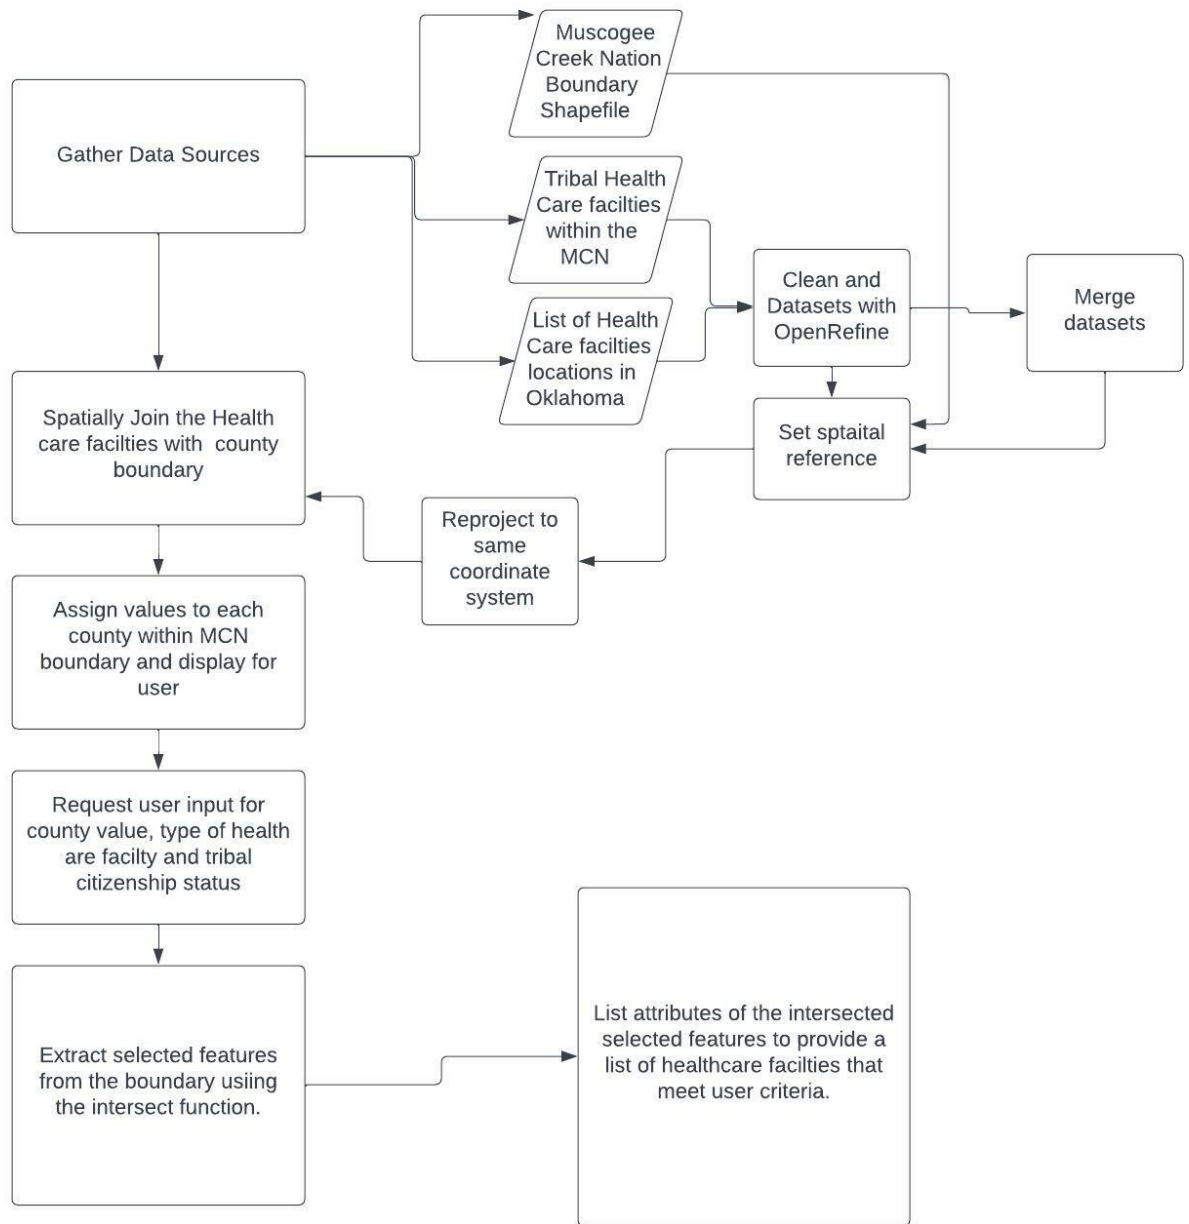 Muscogee
Creek Nation
Boundary
Shapefile
Gather Data Sources
Tribal Health
Care facilties
within the
MCN
List of Health
Care facilties
locations in
Oklahoma
Clean and
Datasets with
OpenRefine
Merge
datasets
Set sptaital
reference
Reproject to
same
coordinate
system
Spatially Join the Health
care facilties with county
boundary
Assign values to each
county within MCN
boundary and display for
user
Request user input for
county value, type of health
are facilty and tribal
citizenship status
Extract selected features
from the boundary usiing
the intersect function.
List attributes of the intersected
selected features to provide a
list of healthcare facilties that
meet user criteria.